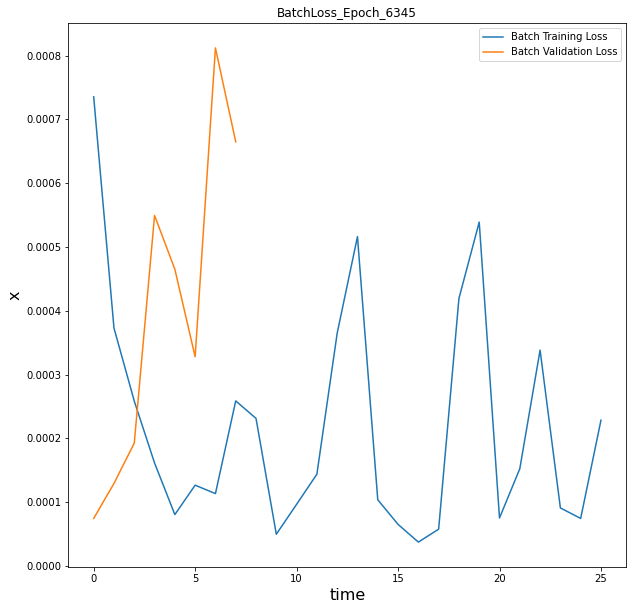 BatchLoss_Epoch_6345
Batch Training Loss
Batch Validation Loss
0.0008
0.0007
0.0006
0.0005
0.0004
0.0003
0.0002
0.0001
0.0000
x
0 5 10 15 20 25
time